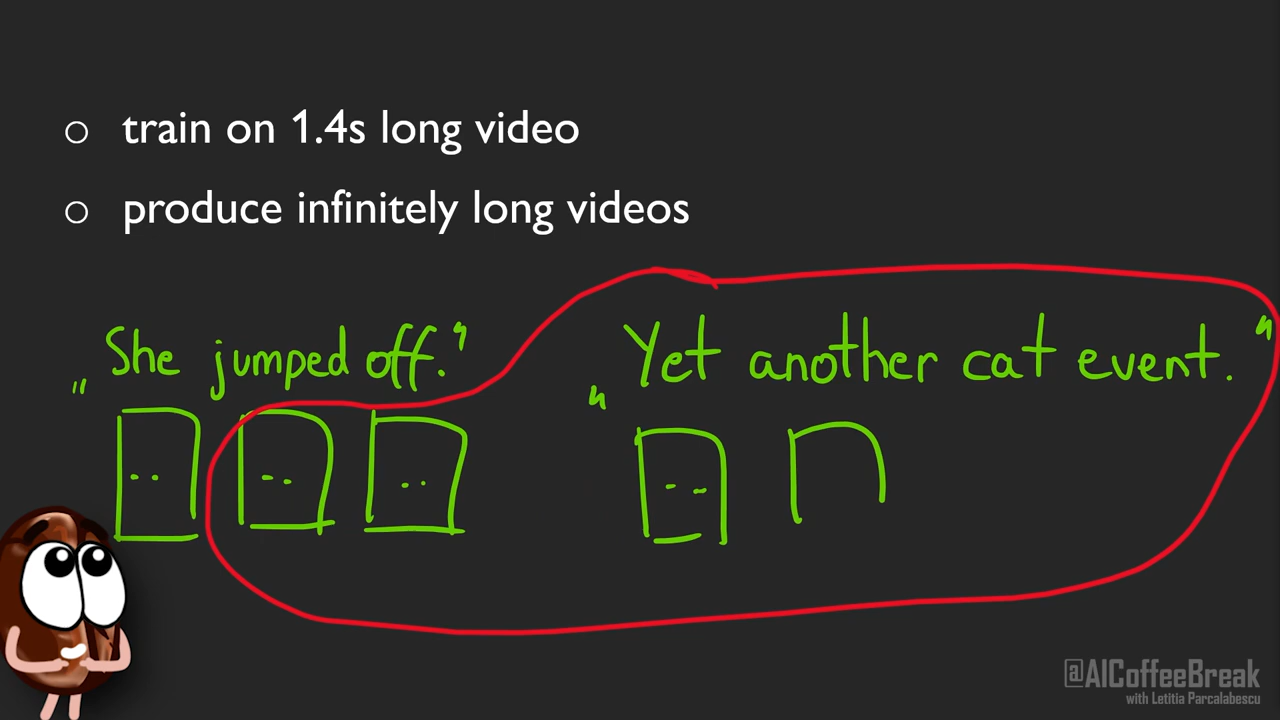 ○ train on 1.4s long video
○ produce infinitely long videos
„ She jumped off."
„ Yet another cat event."
@AICoffeeBreak
with Letitia Parcalabescu